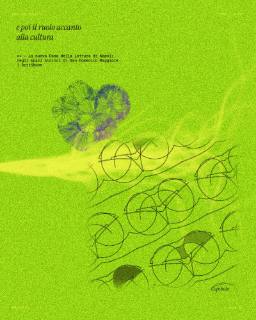 e poi il ruolo accanto
alla cultura
>> – la nuova Casa della Lettura di Napoli
negli spazi storici di San Domenico Maggiore
Capitolo